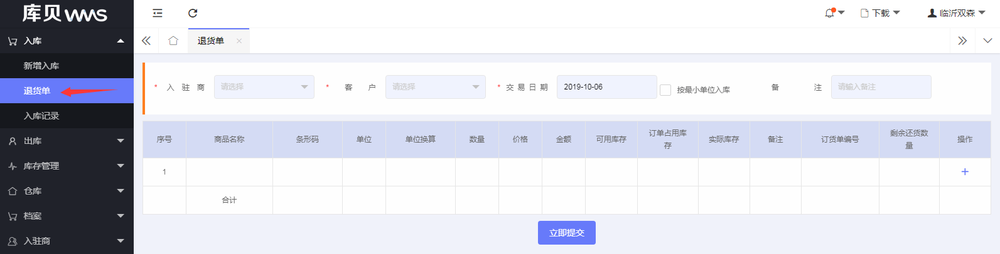 库贝WMS
下载
临沂双森
入库
退货单
新增入库
退货单
入库记录
出库
库存管理
仓库
档案
入驻商
* 入驻商 请选择 * 客户 请选择 * 交易日期 2019-10-06 按最小单位入库 备注 请输入备注
序号 商品名称 条形码 单位 单位换算 数量 价格 金额 可用库存 订单占用库存 实际库存 备注 订货单编号 剩余还货数量 操作
1 +
合计
立即提交